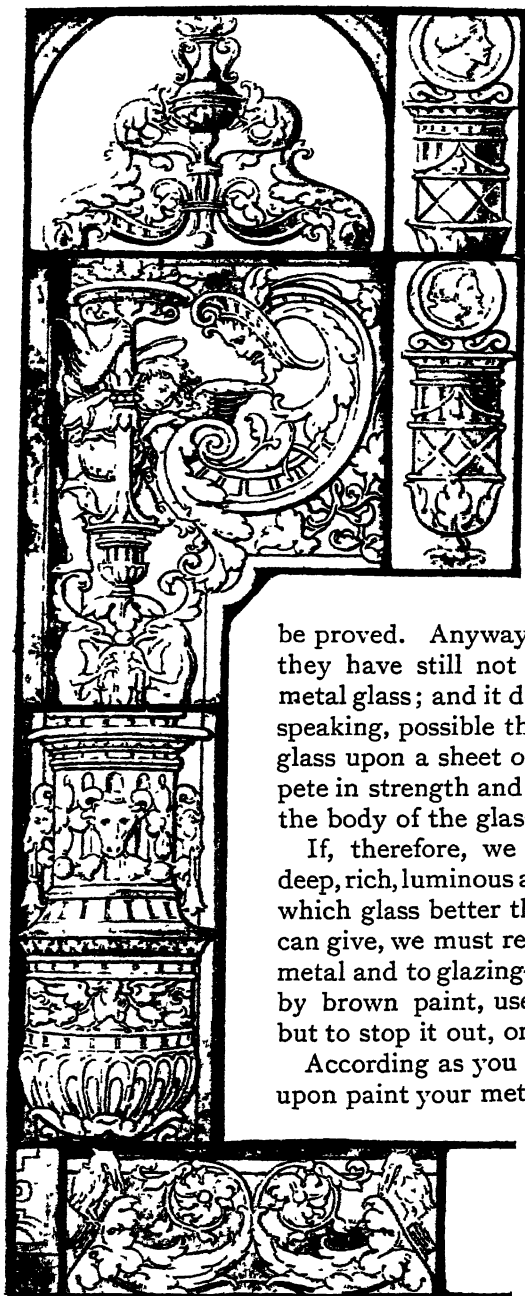 be proved. Anyway
they have still not
metal glass; and it d
speaking, possible th
glass upon a sheet o
pete in strength and
the body of the glas
If, therefore, we
deep, rich, luminous a
which glass better th
can give, we must re
metal and to glazing
by brown paint, use
but to stop it out, or
According as you
upon paint your met